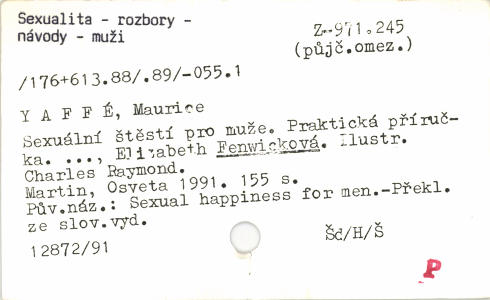 Sexualita - rozbory -
návody - muži
Z-971.245
(půjč.omez.)
/176+613.88/.89/-055.1
Y A F F É, Maurice
Sexuální štěstí pro muže. Praktická příruč-
ka. ..., Elizabeth Fenwicková. Ilustr.
Charles Raymond.
Martin, Osveta 1991. 155 s.
Pův.náz.: Sexual happiness for men.-Překl.
ze slov.vyd.
12872/91
Šd/H/Š
P